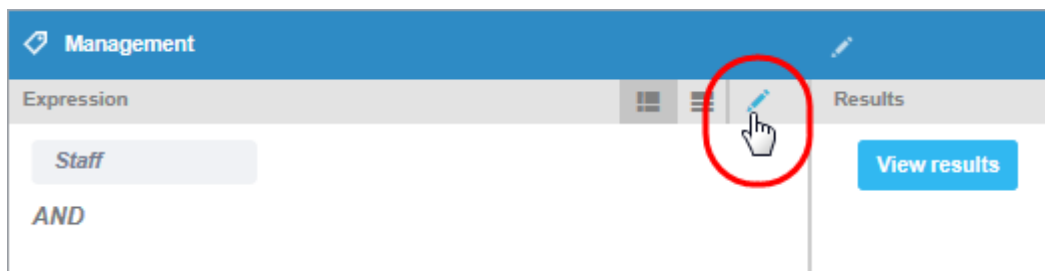 Management
Expression
Results
Staff
View results
AND